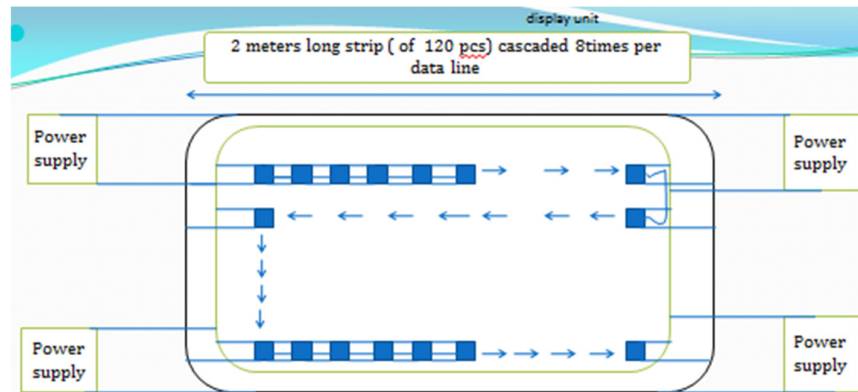 display unit
2 meters long strip ( of 120 pcs) cascaded 8times per
data line
Power
supply
Power
supply
Power
supply
Power
supply